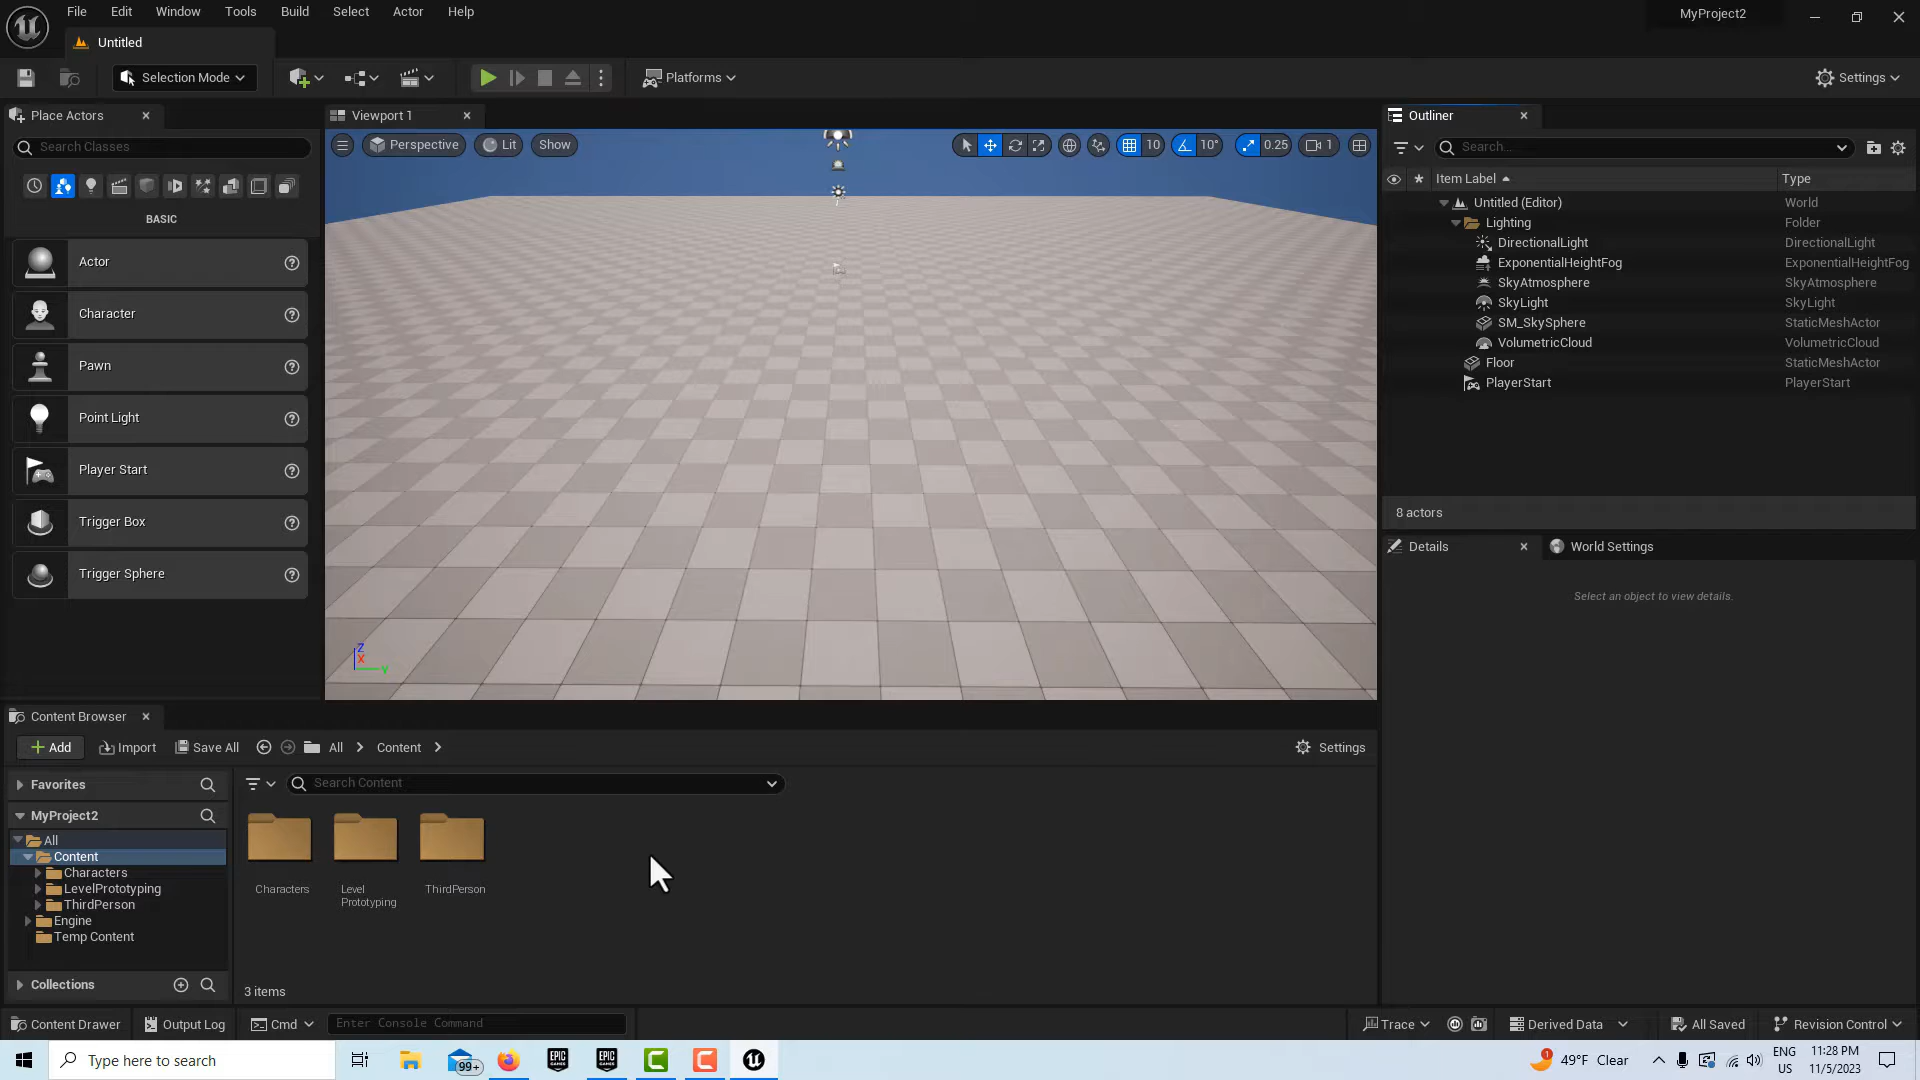 File Edit Window Tools Build Select Actor Help
MyProject2
Untitled
Selection Mode
Platforms
Settings
Place Actors
Viewport 1
Outliner
Search Classes
Perspective
Lit
Show
10
10°
0.25
1
Search...
Item Label
Type
BASIC
Actor
Character
Pawn
Point Light
Player Start
Trigger Box
Trigger Sphere
Untitled (Editor) World
Lighting Folder
DirectionalLight DirectionalLight
ExponentialHeightFog ExponentialHeightFog
SkyAtmosphere SkyAtmosphere
SkyLight SkyLight
SM_SkySphere StaticMeshActor
VolumetricCloud VolumetricCloud
Floor StaticMeshActor
PlayerStart PlayerStart
8 actors
Details
World Settings
Select an object to view details.
Z
X
Y
Content Browser
Add
Import
Save All
All
Content
Settings
Favorites
Search Content
MyProject2
All
Content
Characters
LevelPrototyping
ThirdPerson
Engine
Temp Content
Collections
Characters
Level
Prototyping
ThirdPerson
3 items
Content Drawer
Output Log
Cmd
Enter Console Command
Trace
Derived Data
All Saved
Revision Control
Type here to search
99+
EPIC
GAMES
EPIC
GAMES
1
49°F Clear
ENG
US
11:28 PM
11/5/2023